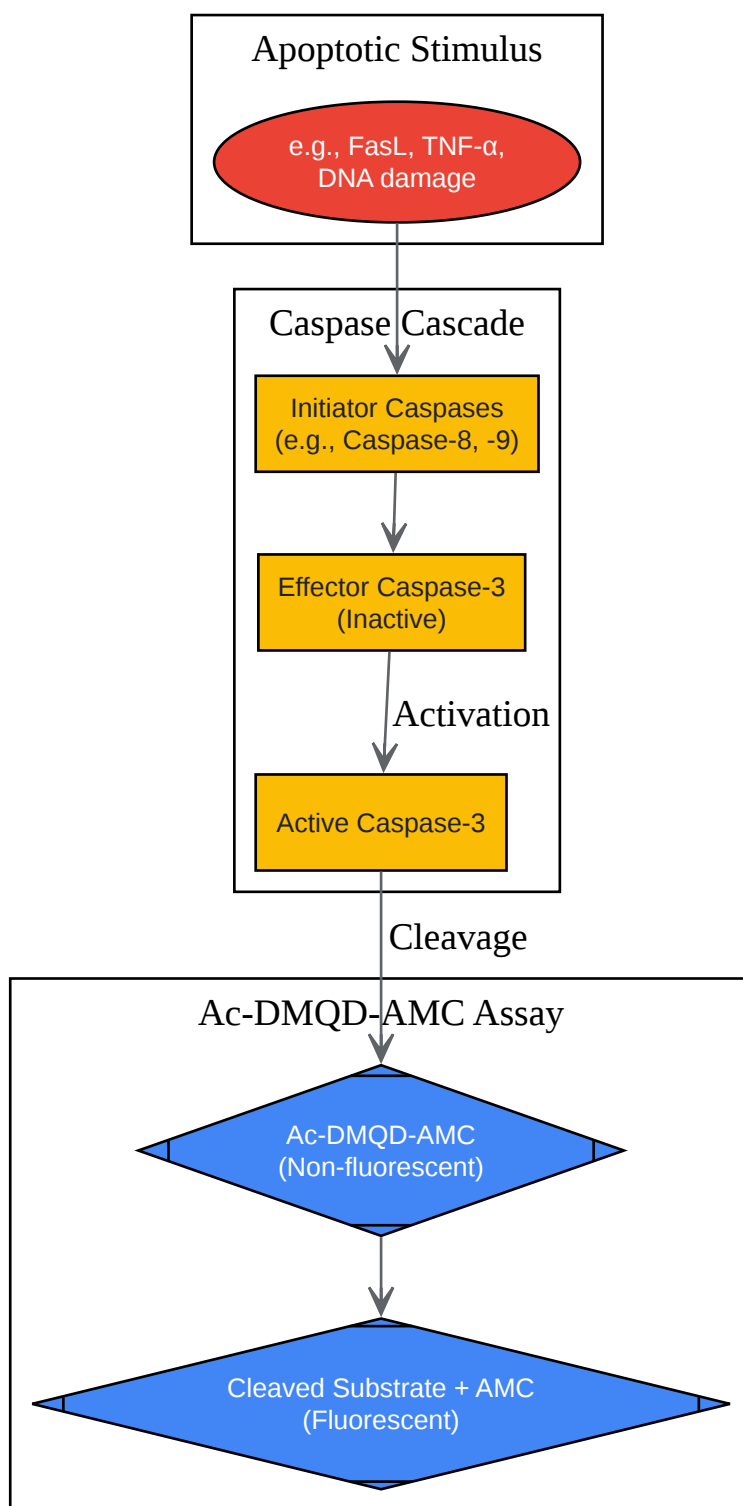 Apoptotic Stimulus
e.g., FasL, TNF-α,
DNA damage
Caspase Cascade
Initiator Caspases
(e.g., Caspase-8, -9)
Effector Caspase-3
(Inactive)
Activation
Active Caspase-3
Cleavage
Ac-DMQD-AMC Assay
Ac-DMQD-AMC
(Non-fluorescent)
Cleaved Substrate + AMC
(Fluorescent)